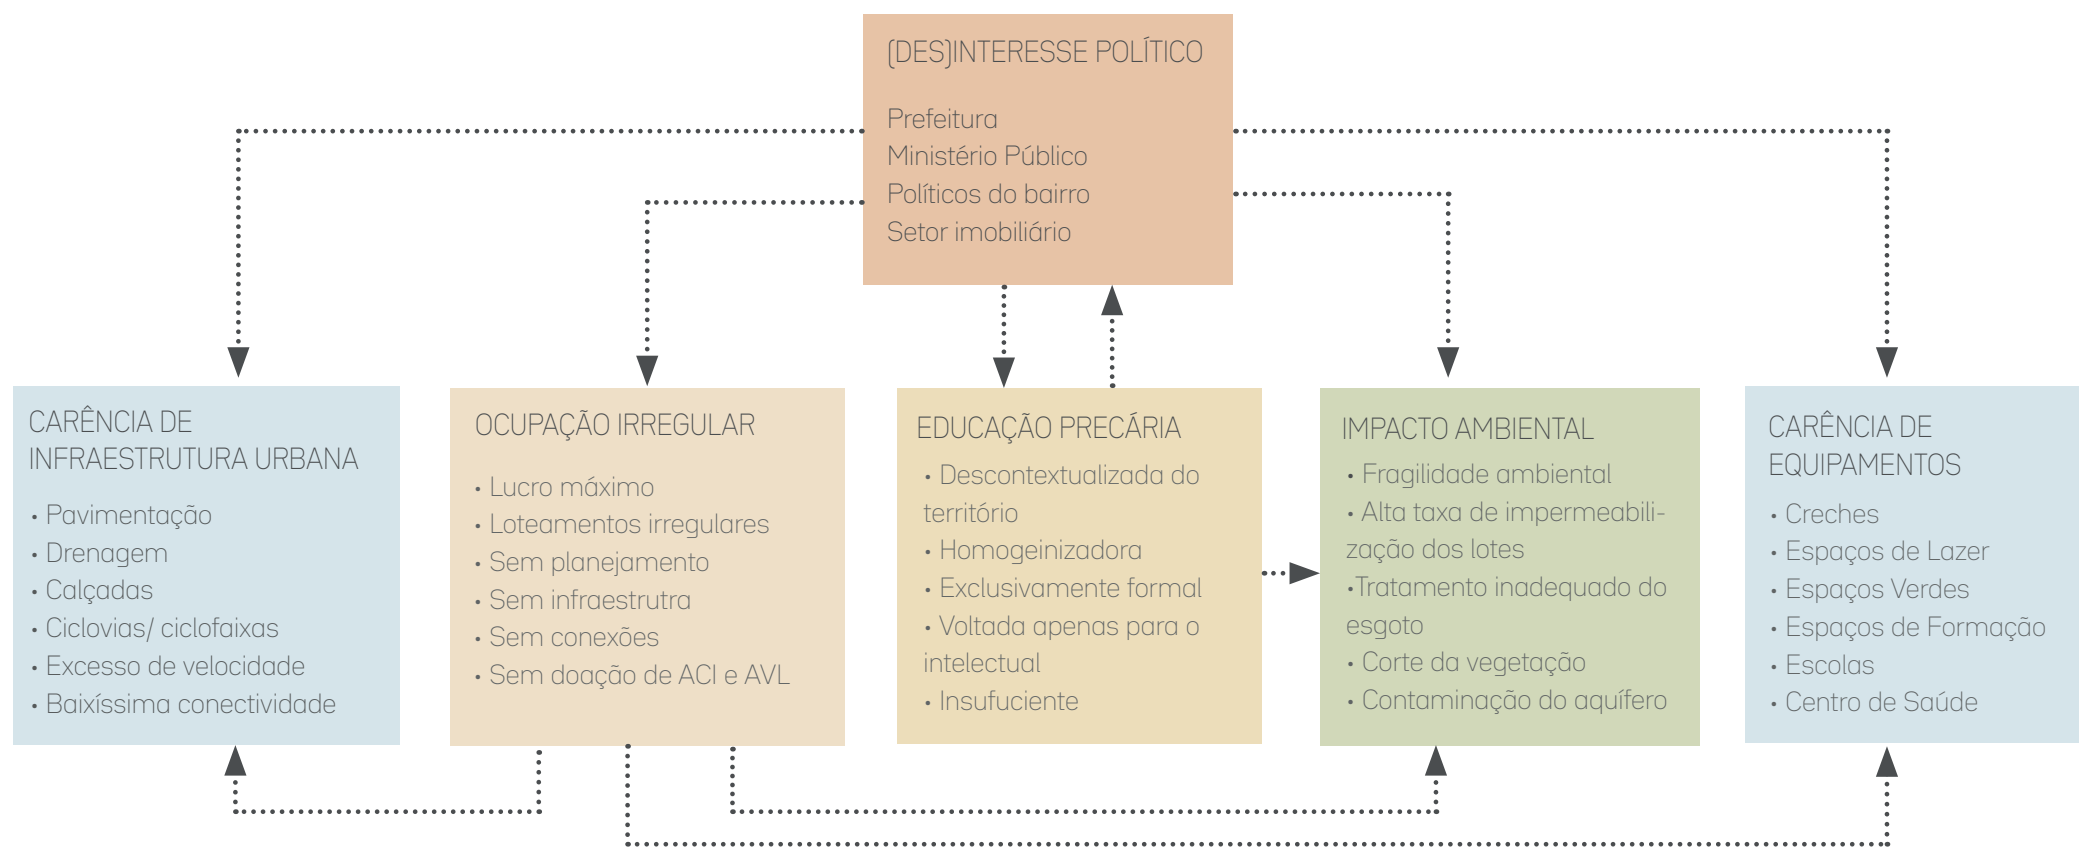 (DES)INTERESSE POLÍTICO
Prefeitura
Ministério Público
Políticos do bairro
Setor imobiliário
CARÊNCIA DE
INFRAESTRUTURA URBANA
• Pavimentação
• Drenagem
• Calçadas
• Ciclovias/ ciclofaixas
• Excesso de velocidade
• Baixíssima conectividade
OCUPAÇÃO IRREGULAR
• Lucro máximo
• Loteamentos irregulares
• Sem planejamento
• Sem infraestrutra
• Sem conexões
• Sem doação de ACI e AVL
EDUCAÇÃO PRECÁRIA
• Descontextualizada do
território
• Homogeinizadora
• Exclusivamente formal
• Voltada apenas para o
intelectual
• Insufuciente
IMPACTO AMBIENTAL
• Fragilidade ambiental
• Alta taxa de impermeabili-
zação dos lotes
•Tratamento inadequado do
esgoto
• Corte da vegetação
• Contaminação do aquífero
CARÊNCIA DE
EQUIPAMENTOS
• Creches
• Espaços de Lazer
• Espaços Verdes
• Espaços de Formação
• Escolas
• Centro de Saúde